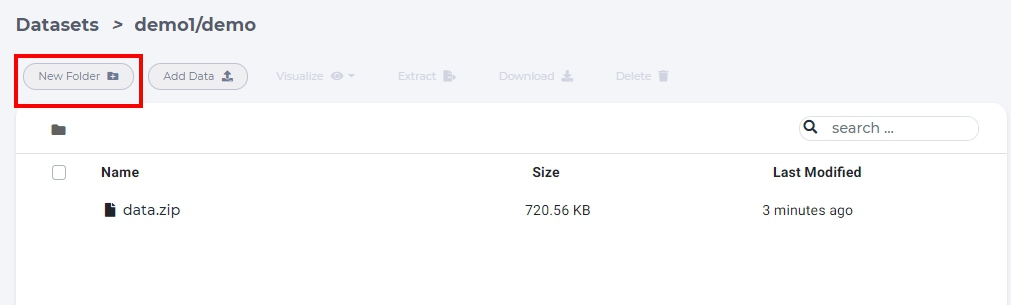 Datasets > demo1/demo
New Folder Add Data Visualize Extract Download Delete
search ...
Name Size Last Modified
data.zip 720.56 KB 3 minutes ago